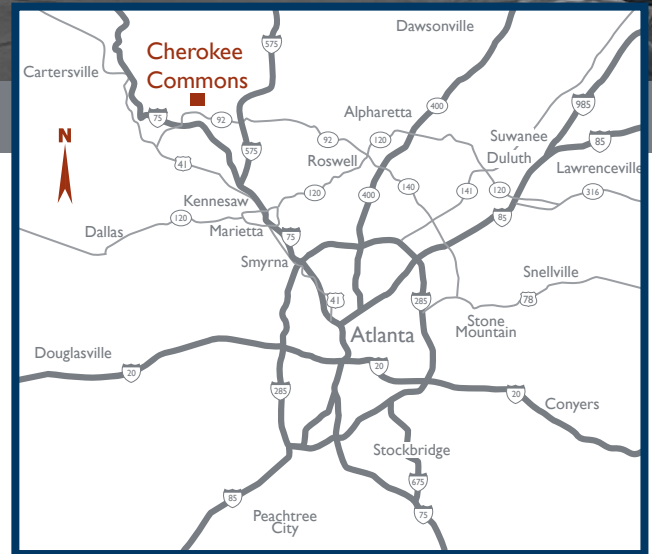 Dawsonville
575
Cherokee
Commons
Cartersville
985
400
Alpharetta
75
92
92
120
Suwanee
85
N
575
Roswell
Duluth
Lawrenceville
41
120
400
140
141
120
316
Kennesaw
120
85
Dallas
Marietta
75
Smyrna
Snellville
41
285
78
Stone
Mountain
Atlanta
Douglasville
20
20
285
20
Conyers
Stockbridge
675
85
75
Peachtree
City